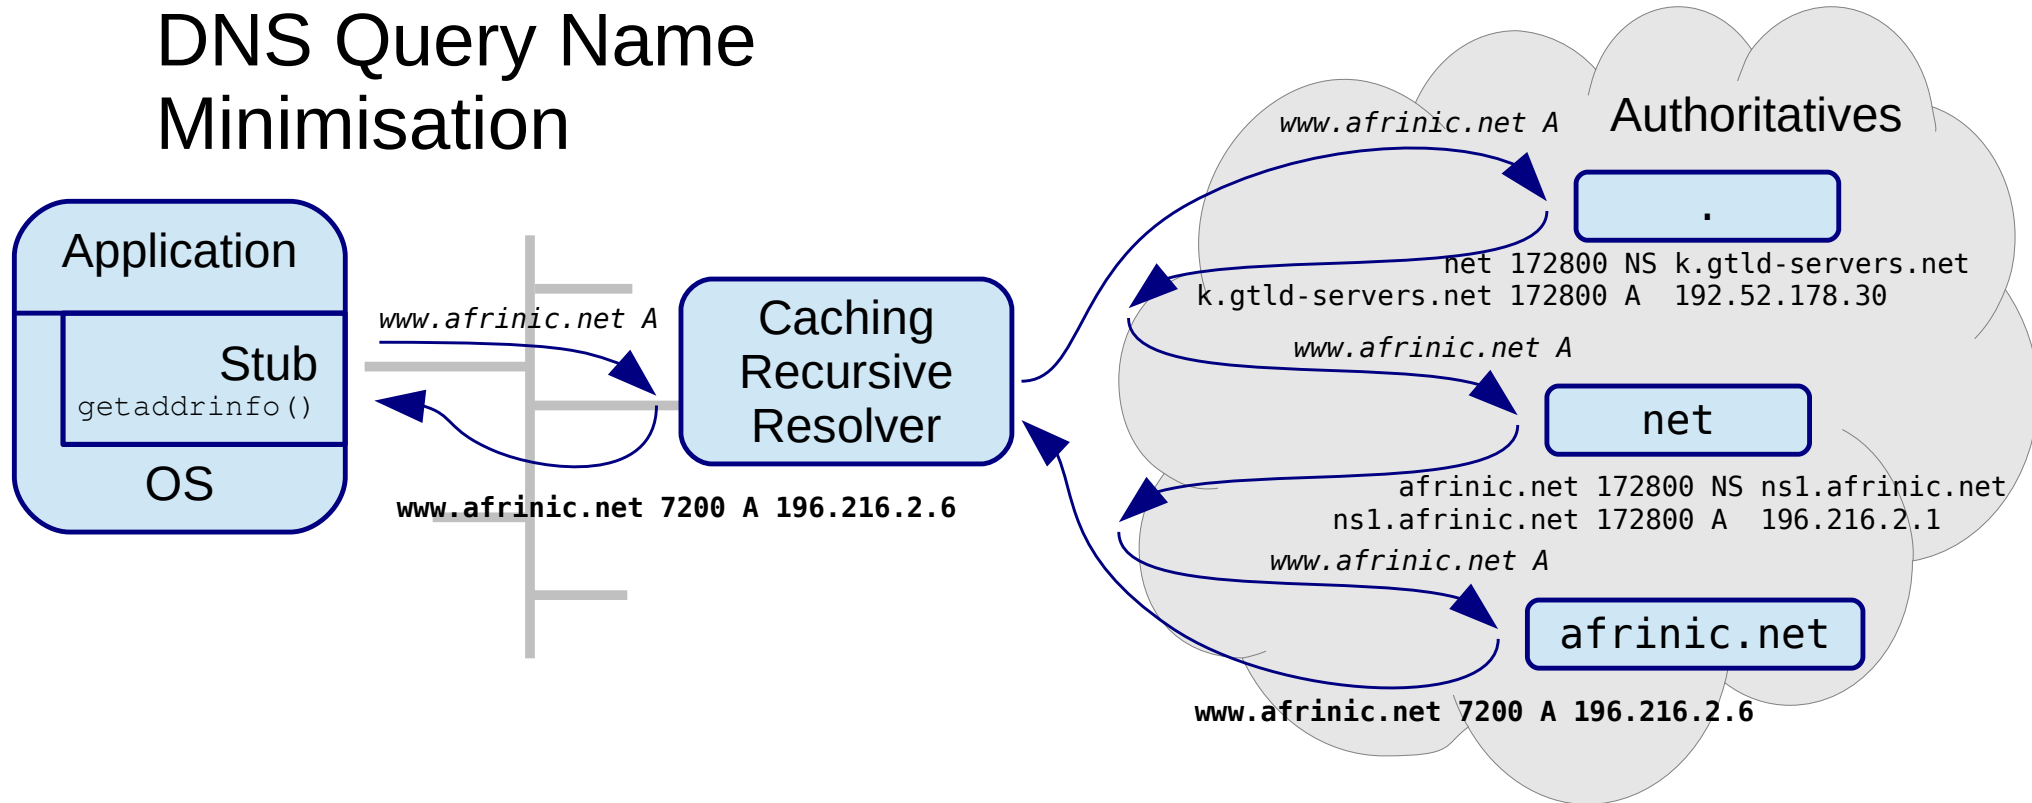 DNS Query Name
Minimisation
Application
Stub
getaddrinfo()
OS
www.afrinic.net A
www.afrinic.net 7200 A 196.216.2.6
Caching
Recursive
Resolver
Authoritatives
www.afrinic.net A
.
net 172800 NS k.gtld-servers.net
k.gtld-servers.net 172800 A 192.52.178.30
www.afrinic.net A
net
afrinic.net 172800 NS ns1.afrinic.net
ns1.afrinic.net 172800 A 196.216.2.1
www.afrinic.net A
afrinic.net
www.afrinic.net 7200 A 196.216.2.6